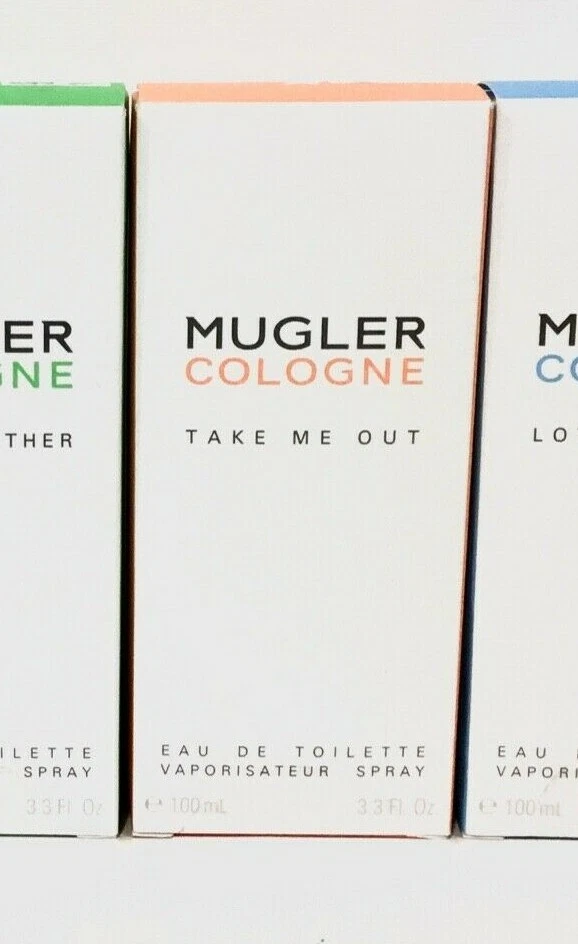 ER
GNE
THER
ILETTE
SPRAY
3.3 Fl Oz
MUGLER
COLOGNE
TAKE ME OUT
EAU DE TOILETTE
VAPORISATEUR SPRAY
℮ 100 mL 3.3 Fl Oz
M
CO
LO
EAU
VAPORI
℮ 100 mL